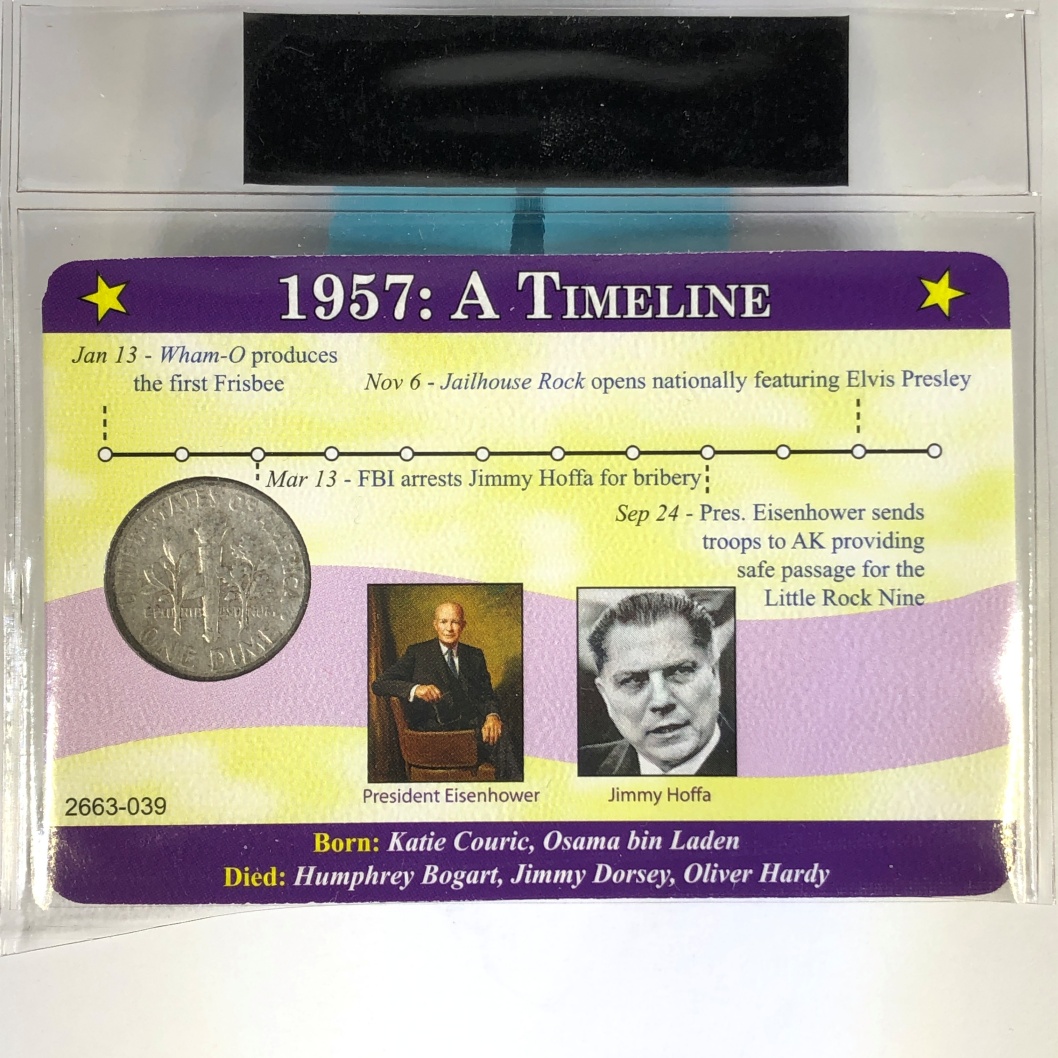 1957: A TIMELINE
Jan 13 - Wham-O produces
the first Frisbee
Nov 6 - Jailhouse Rock opens nationally featuring Elvis Presley
Mar 13 - FBI arrests Jimmy Hoffa for bribery
Sep 24 - Pres. Eisenhower sends
troops to AK providing
safe passage for the
Little Rock Nine
ONE DIME
President Eisenhower
Jimmy Hoffa
2663-039
Born: Katie Couric, Osama bin Laden
Died: Humphrey Bogart, Jimmy Dorsey, Oliver Hardy